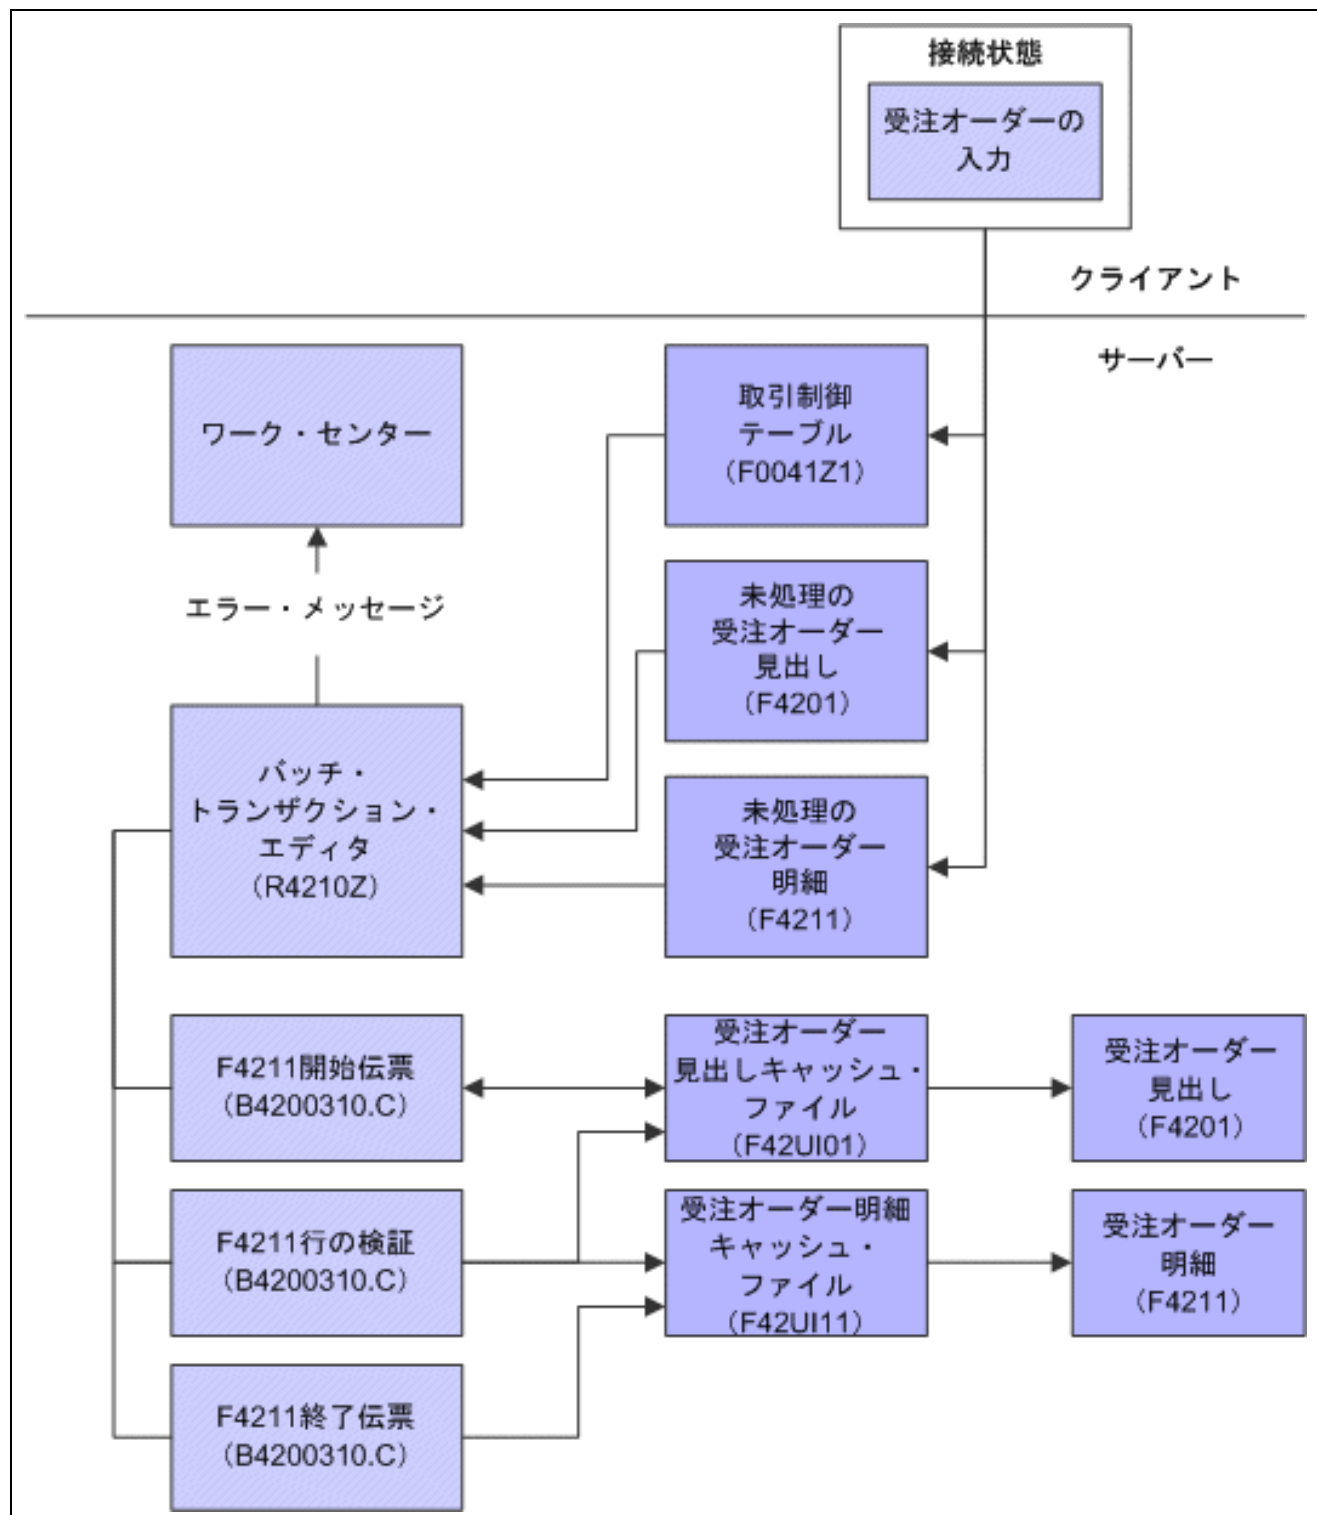 接続状態
受注オーダーの
入力
クライアント
サーバー
ワーク・センター
取引制御
テーブル
（F0041Z1）
エラー・メッセージ
未処理の
受注オーダー
見出し
（F4201）
バッチ・
トランザクション・
エディタ
（R4210Z）
未処理の
受注オーダー
明細
（F4211）
F4211開始伝票
（B4200310.C）
受注オーダー
見出しキャッシュ・
ファイル
（F42UI01）
受注オーダー
見出し
（F4201）
F4211行の検証
（B4200310.C）
受注オーダー明細
キャッシュ・
ファイル
（F42UI11）
受注オーダー
明細
（F4211）
F4211終了伝票
（B4200310.C）